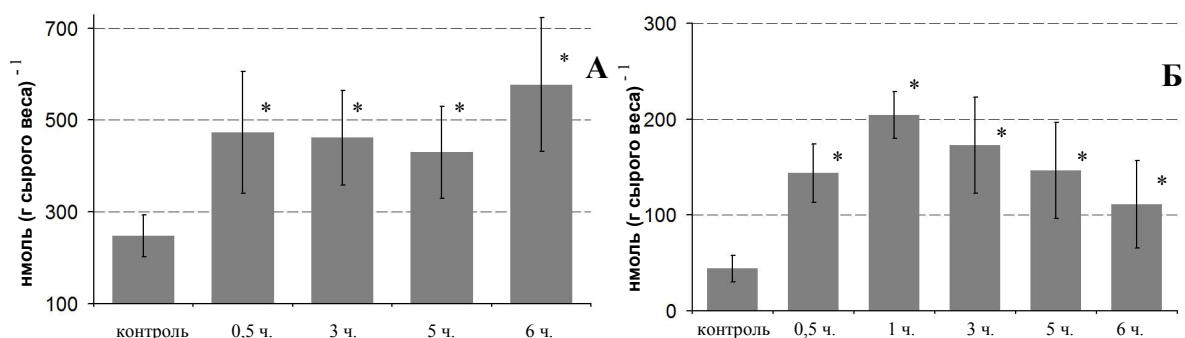 нмоль (г сырого веса) - 1
700
500
300
100
контроль 0,5 ч. 3 ч. 5 ч. 6 ч.
* * * *
А
нмоль (г сырого веса) -1
300
200
100
0
контроль 0,5 ч. 1 ч. 3 ч. 5 ч. 6 ч.
* * * * *
Б